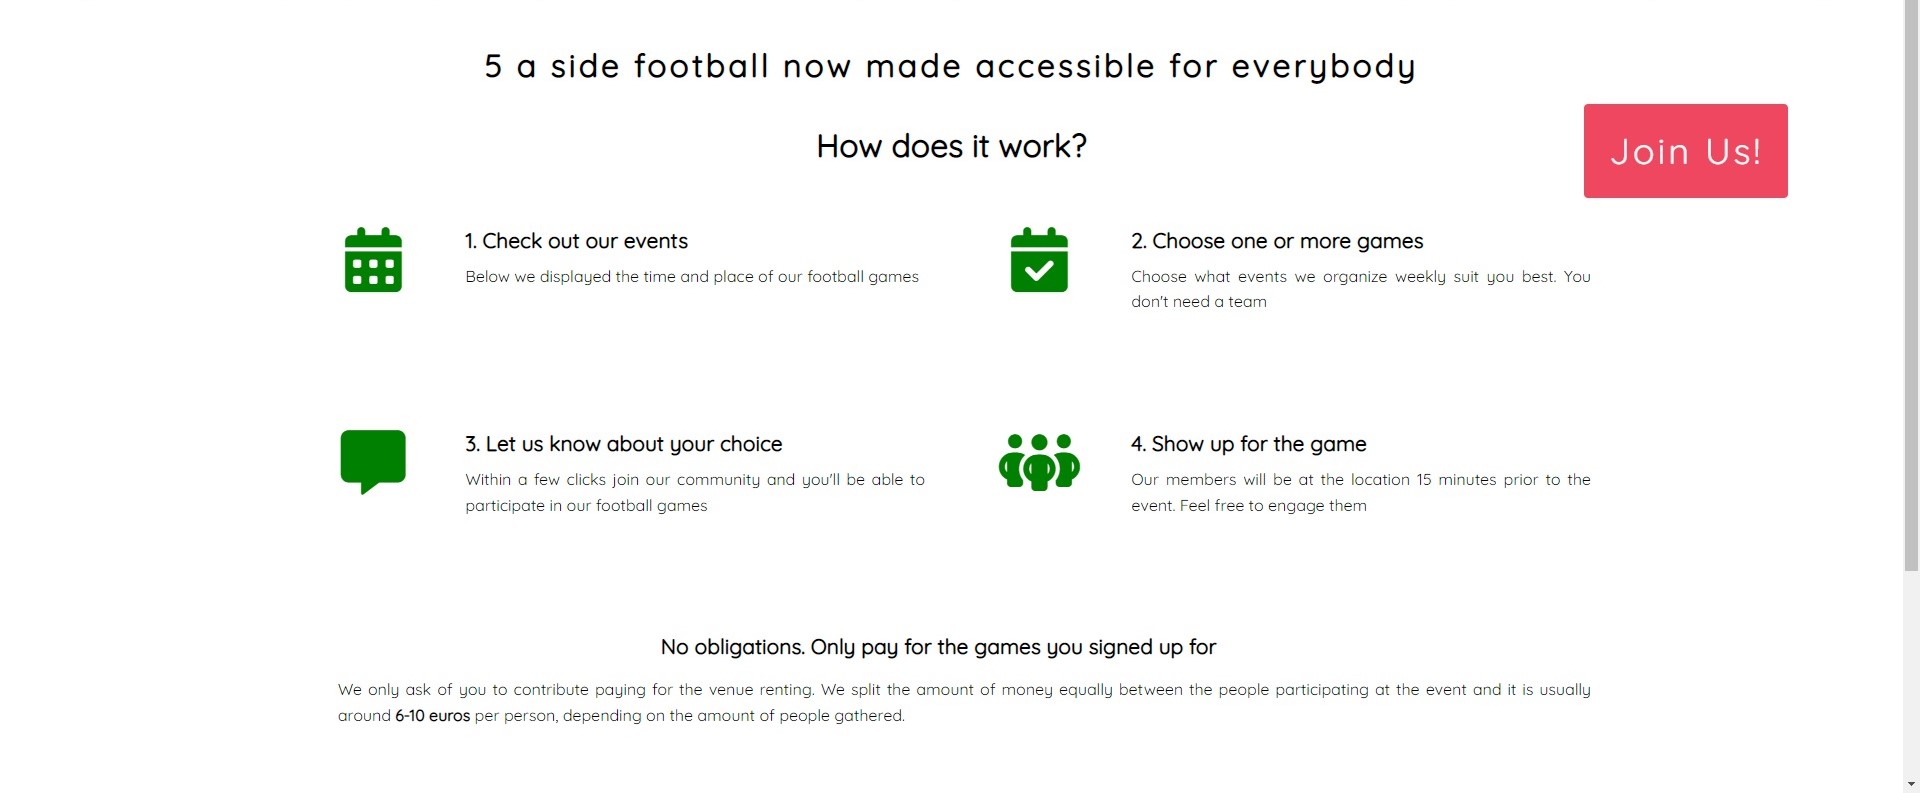 5 a side football now made accessible for everybody
How does it work?
Join Us!
1. Check out our events
Below we displayed the time and place of our football games
2. Choose one or more games
Choose what events we organize weekly suit you best. You
don't need a team
3. Let us know about your choice
Within a few clicks join our community and you'll be able to
participate in our football games
4. Show up for the game
Our members will be at the location 15 minutes prior to the
event. Feel free to engage them
No obligations. Only pay for the games you signed up for
We only ask of you to contribute paying for the venue renting. We split the amount of money equally between the people participating at the event and it is usually
around 6-10 euros per person, depending on the amount of people gathered.